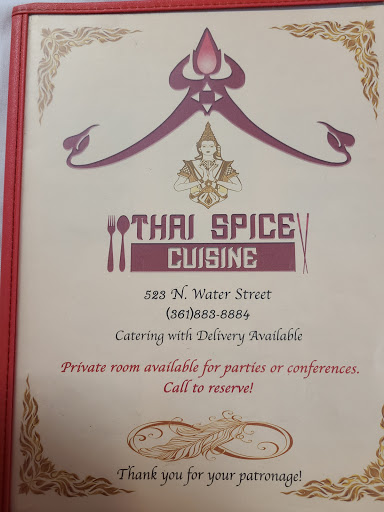 THAI SPICE
CUISINE
523 N. Water Street
(361)883-8884
Catering with Delivery Available
Private room available for parties or conferences.
Call to reserve!
Thank you for your patronage!